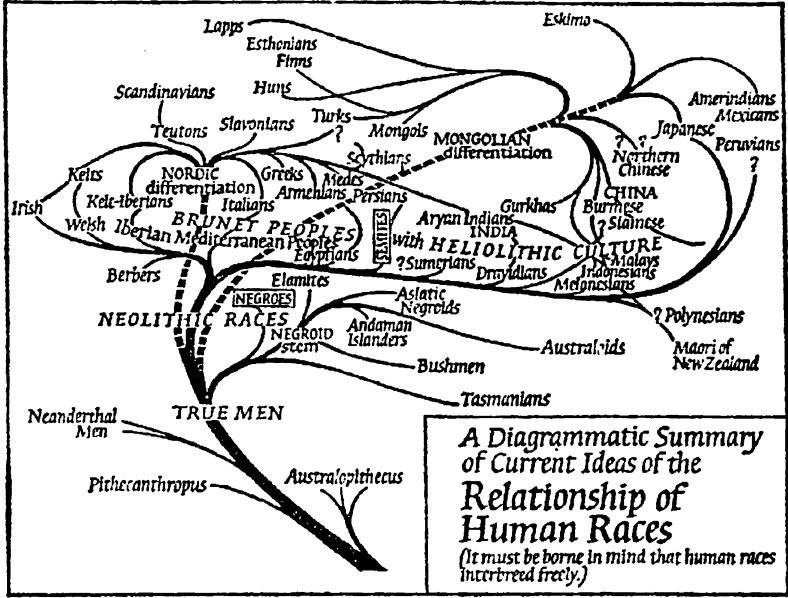 Lapps
Eskimo
Esthonians
Finns
Huns
Scandinavians
Amerindians
Mexicans
Turks
?
Mongols
Slavonians
Teutons
Japanese
Peruvians
?
MONGOLIAN
differentiation
? ?
Northern
Chinese
Scythians
Kelts
NORDIC
differentiation
Greeks
Medes
Armenians
Persians
Kelt-Iberians
Italians
CHINA
Gurkhas
Burmese
Siamese
?
Irish
Welsh
BRUNET PEOPLES
Iberian Mediterranean Peoples
SEMITES
Aryan Indians
INDIA
with HELIOLITHIC CULTURE
Egyptians
? Sumerians
Malays
Berbers
Dravidians
Indonesians
Elamites
Melanesians
NEGROES
Asiatic
Negroids
NEOLITHIC RACES
? Polynesians
NEGROID
stem
Andaman
Islanders
Australoids
Maori of
New Zealand
Bushmen
Tasmanians
TRUE MEN
Neanderthal
Men
Australopithecus
Pithecanthropus
A Diagrammatic Summary
of Current Ideas of the
Relationship of
Human Races
(It must be borne in mind that human races
interbreed freely.)